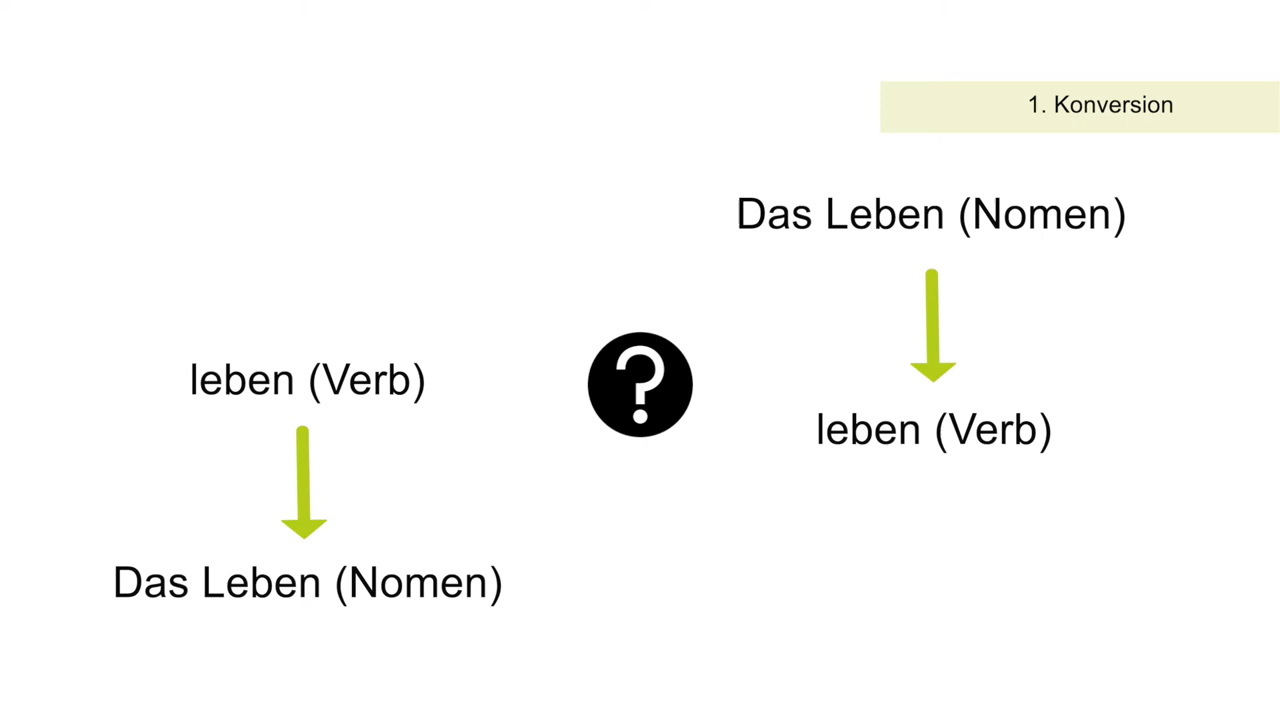 1. Konversion
leben (Verb)
Das Leben (Nomen)
?
Das Leben (Nomen)
leben (Verb)